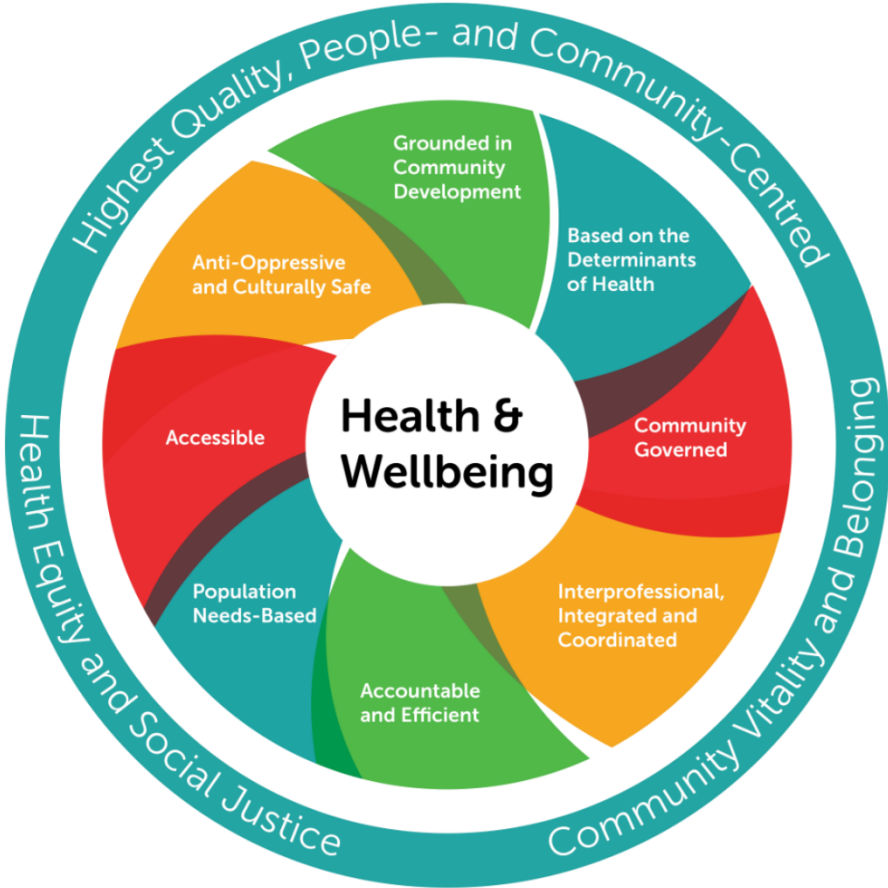 Highest Quality, People- and Community-Centred
Grounded in
Community
Development
Based on the
Determinants
of Health
Anti-Oppressive
and Culturally Safe
Health &
Wellbeing
Accessible
Community
Governed
Population
Needs-Based
Interprofessional,
Integrated and
Coordinated
Accountable
and Efficient
Health Equity and Social Justice
Community Vitality and Belonging